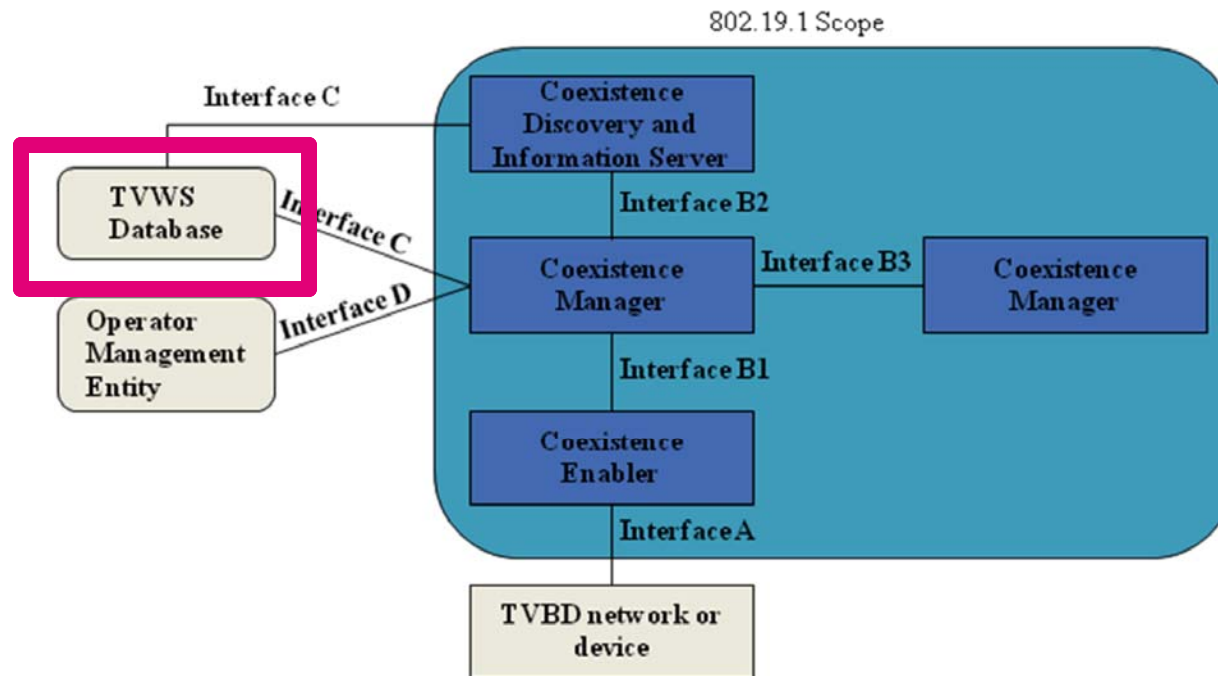 802.19.1 Scope
Interface C
Coexistence
Discovery and
Information Server
TVWS
Database
Interface C
Interface B2
Coexistence
Manager
Interface B3
Coexistence
Manager
Operator
Management
Entity
Interface D
Interface B1
Coexistence
Enabler
Interface A
TVBD network or
device